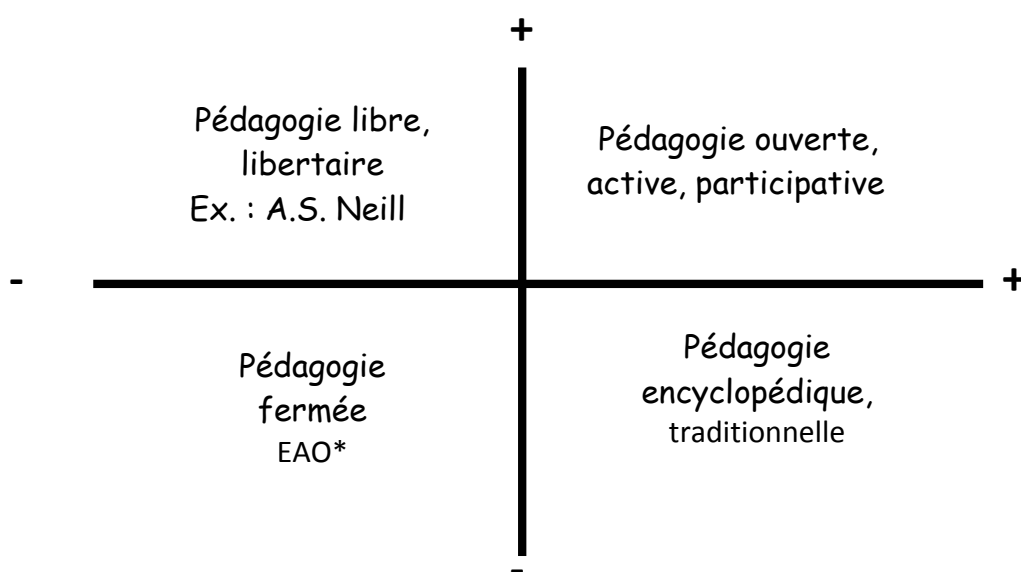 +
Pédagogie libre,
libertaire
Ex. : A.S. Neill
Pédagogie ouverte,
active, participative
-
+
Pédagogie
fermée
EAO*
Pédagogie
encyclopédique,
traditionnelle
-